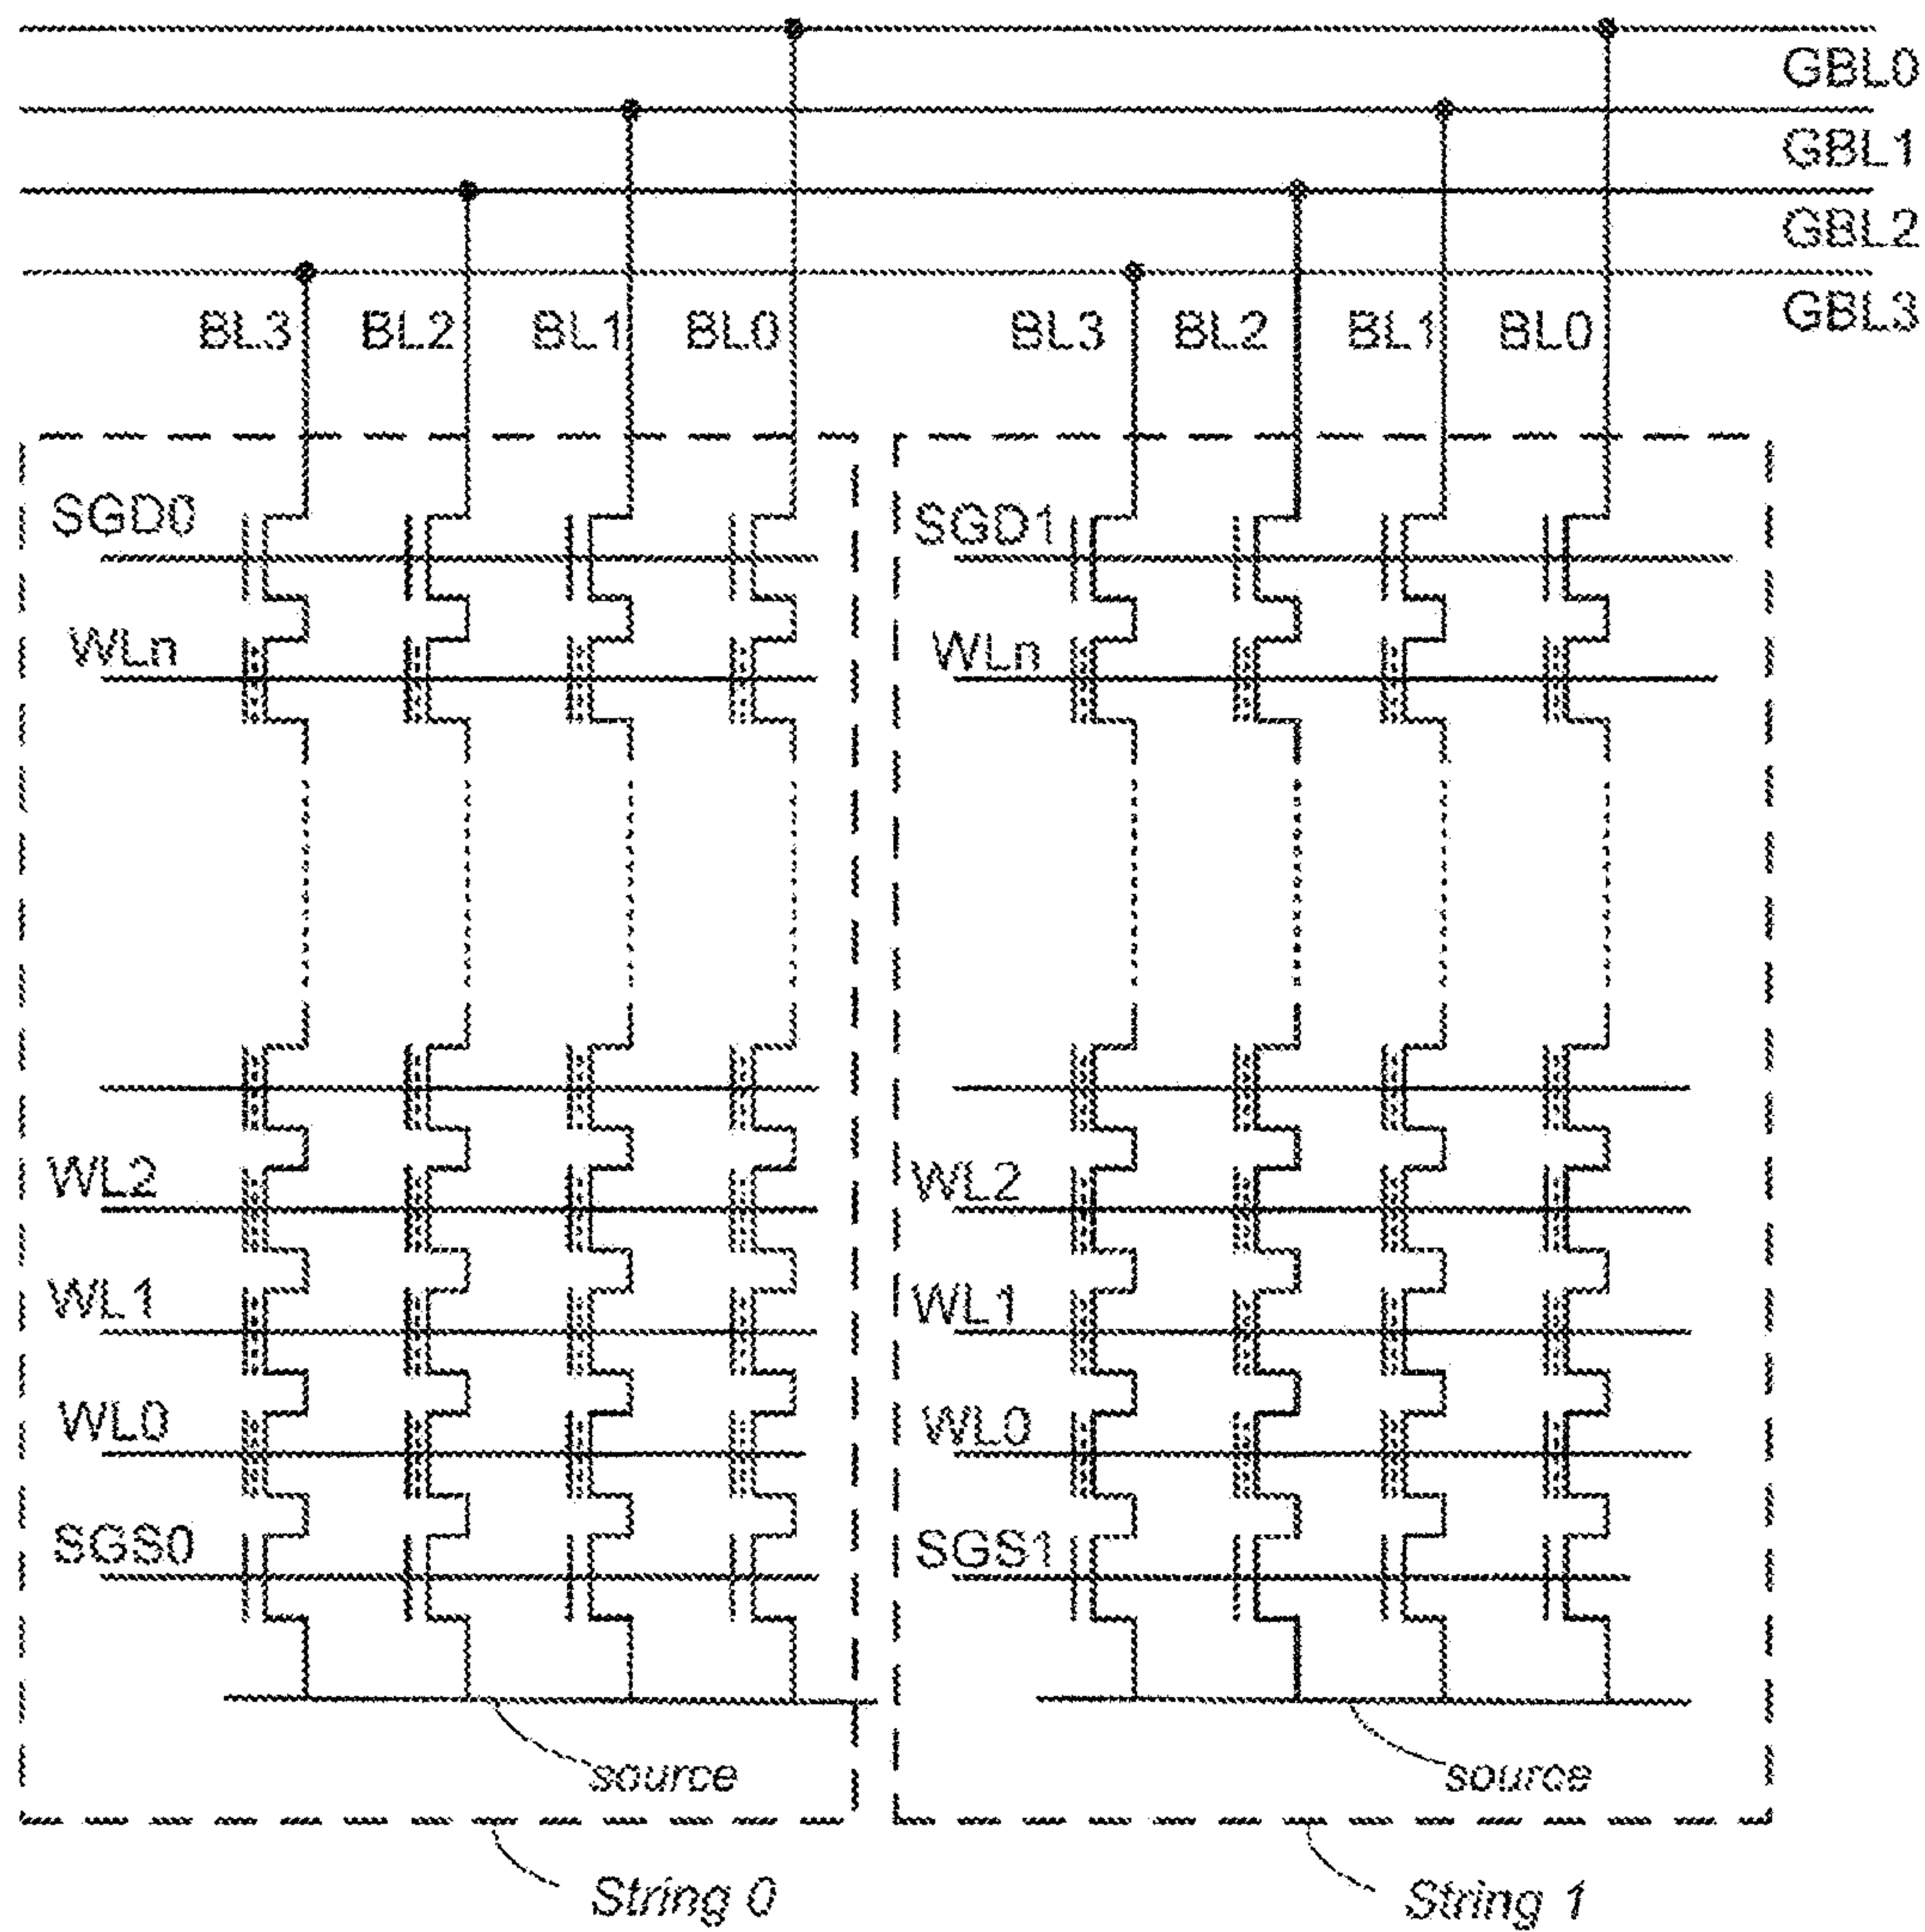 GBL0
GBL1
GBL2
GBL3
BL3 BL2 BL1 BL0 BL3 BL2 BL1 BL0
SGD0 SGD1
WLn WLn
WL2 WL2
WL1 WL1
WL0 WL0
SGS0 SGS1
source source
String 0 String 1